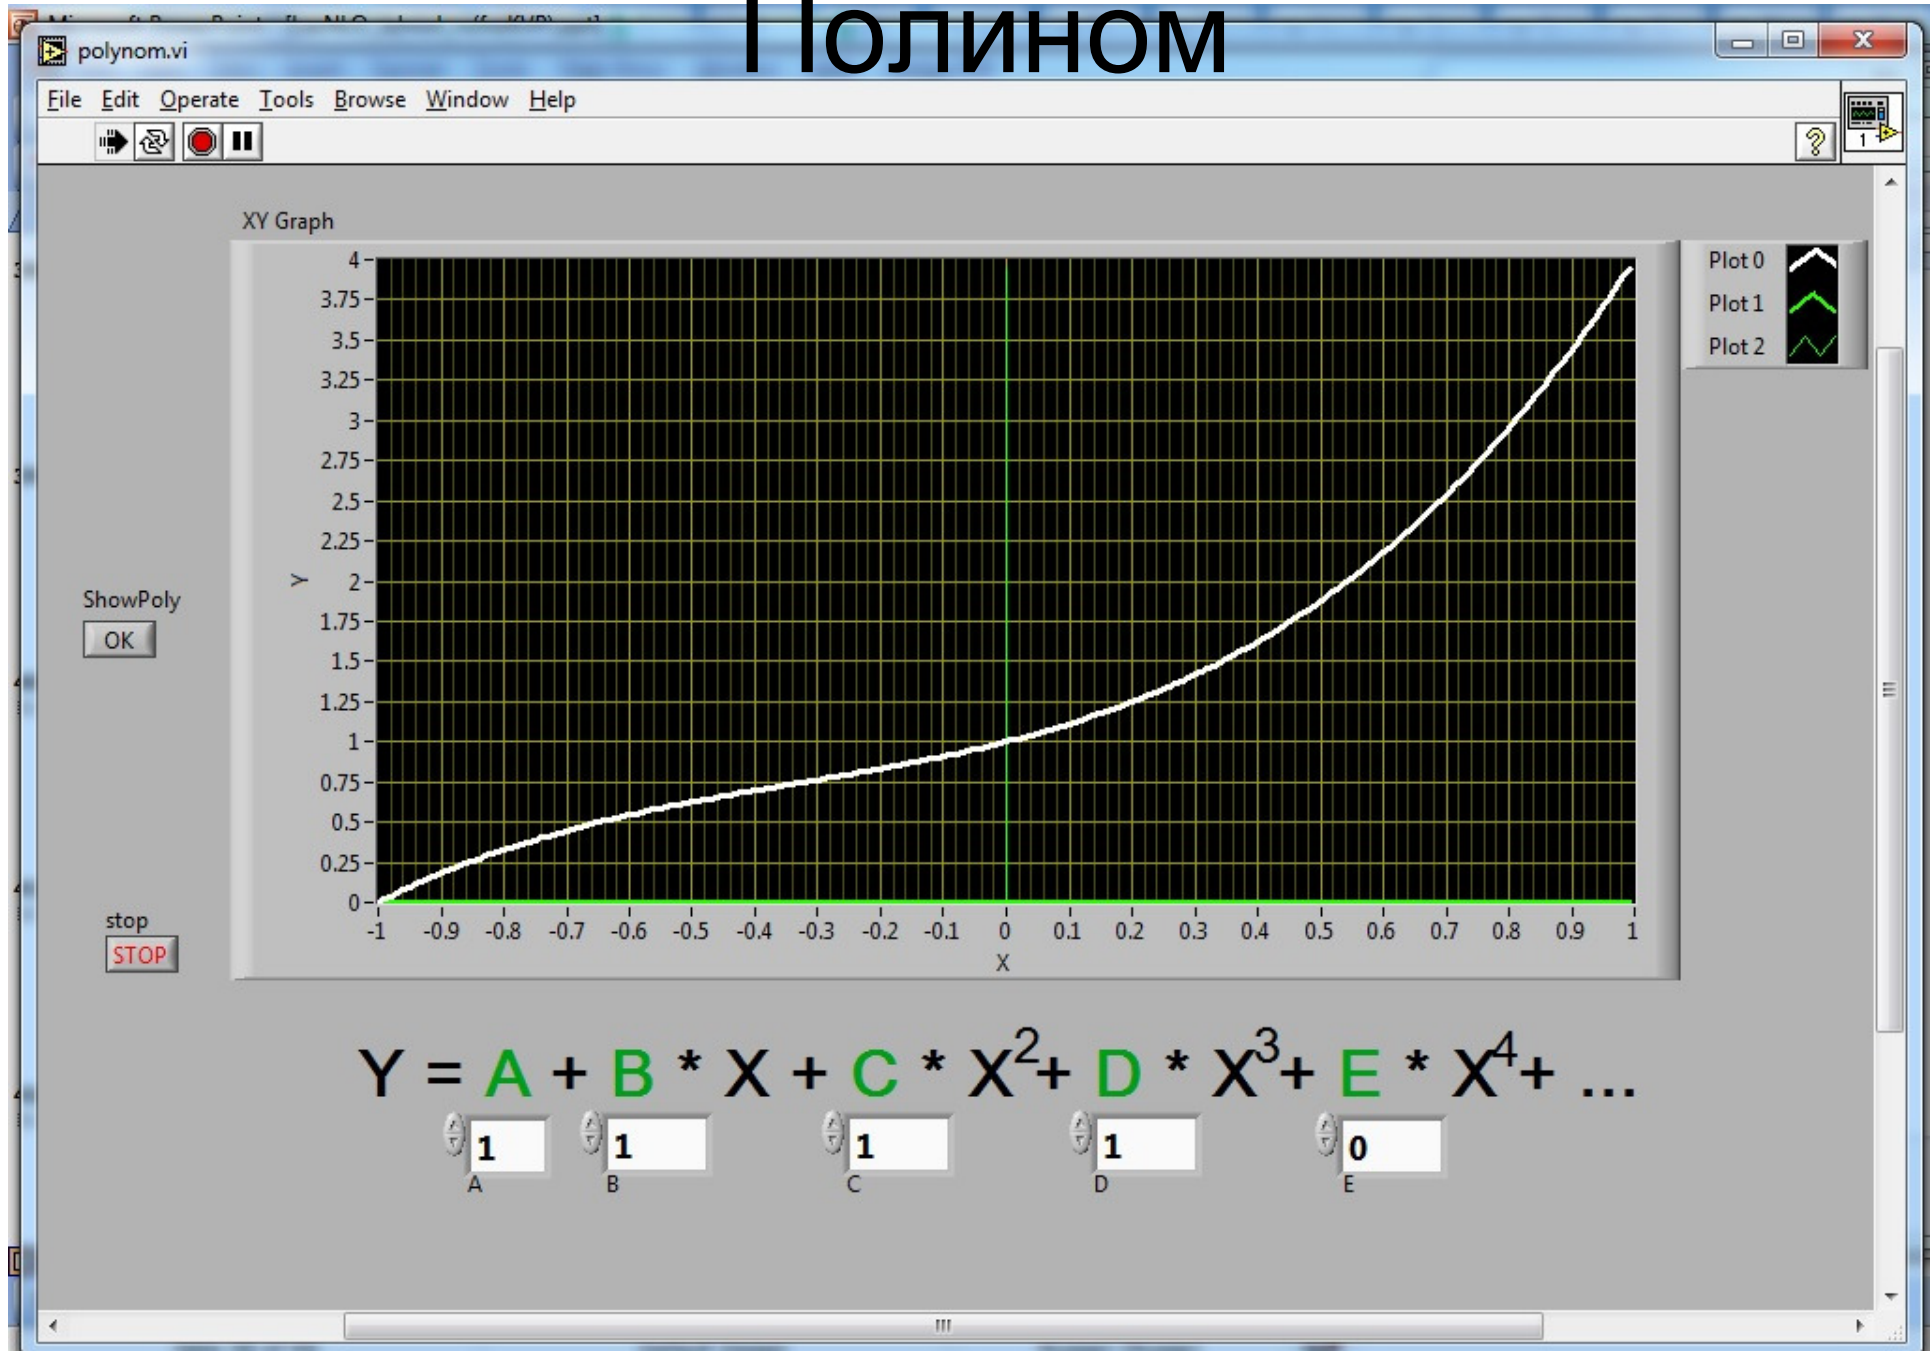 Полином
polynom.vi
File Edit Operate Tools Browse Window Help
1
XY Graph
Plot 0
Plot 1
Plot 2
4
3.75
3.5
3.25
3
2.75
2.5
2.25
2
1.75
1.5
1.25
1
0.75
0.5
0.25
0
Y
-1 -0.9 -0.8 -0.7 -0.6 -0.5 -0.4 -0.3 -0.2 -0.1 0 0.1 0.2 0.3 0.4 0.5 0.6 0.7 0.8 0.9 1
X
ShowPoly
OK
stop
STOP
Y = A + B * X + C * X² + D * X³ + E * X⁴ + ...
1 1 1 1 0
A B C D E